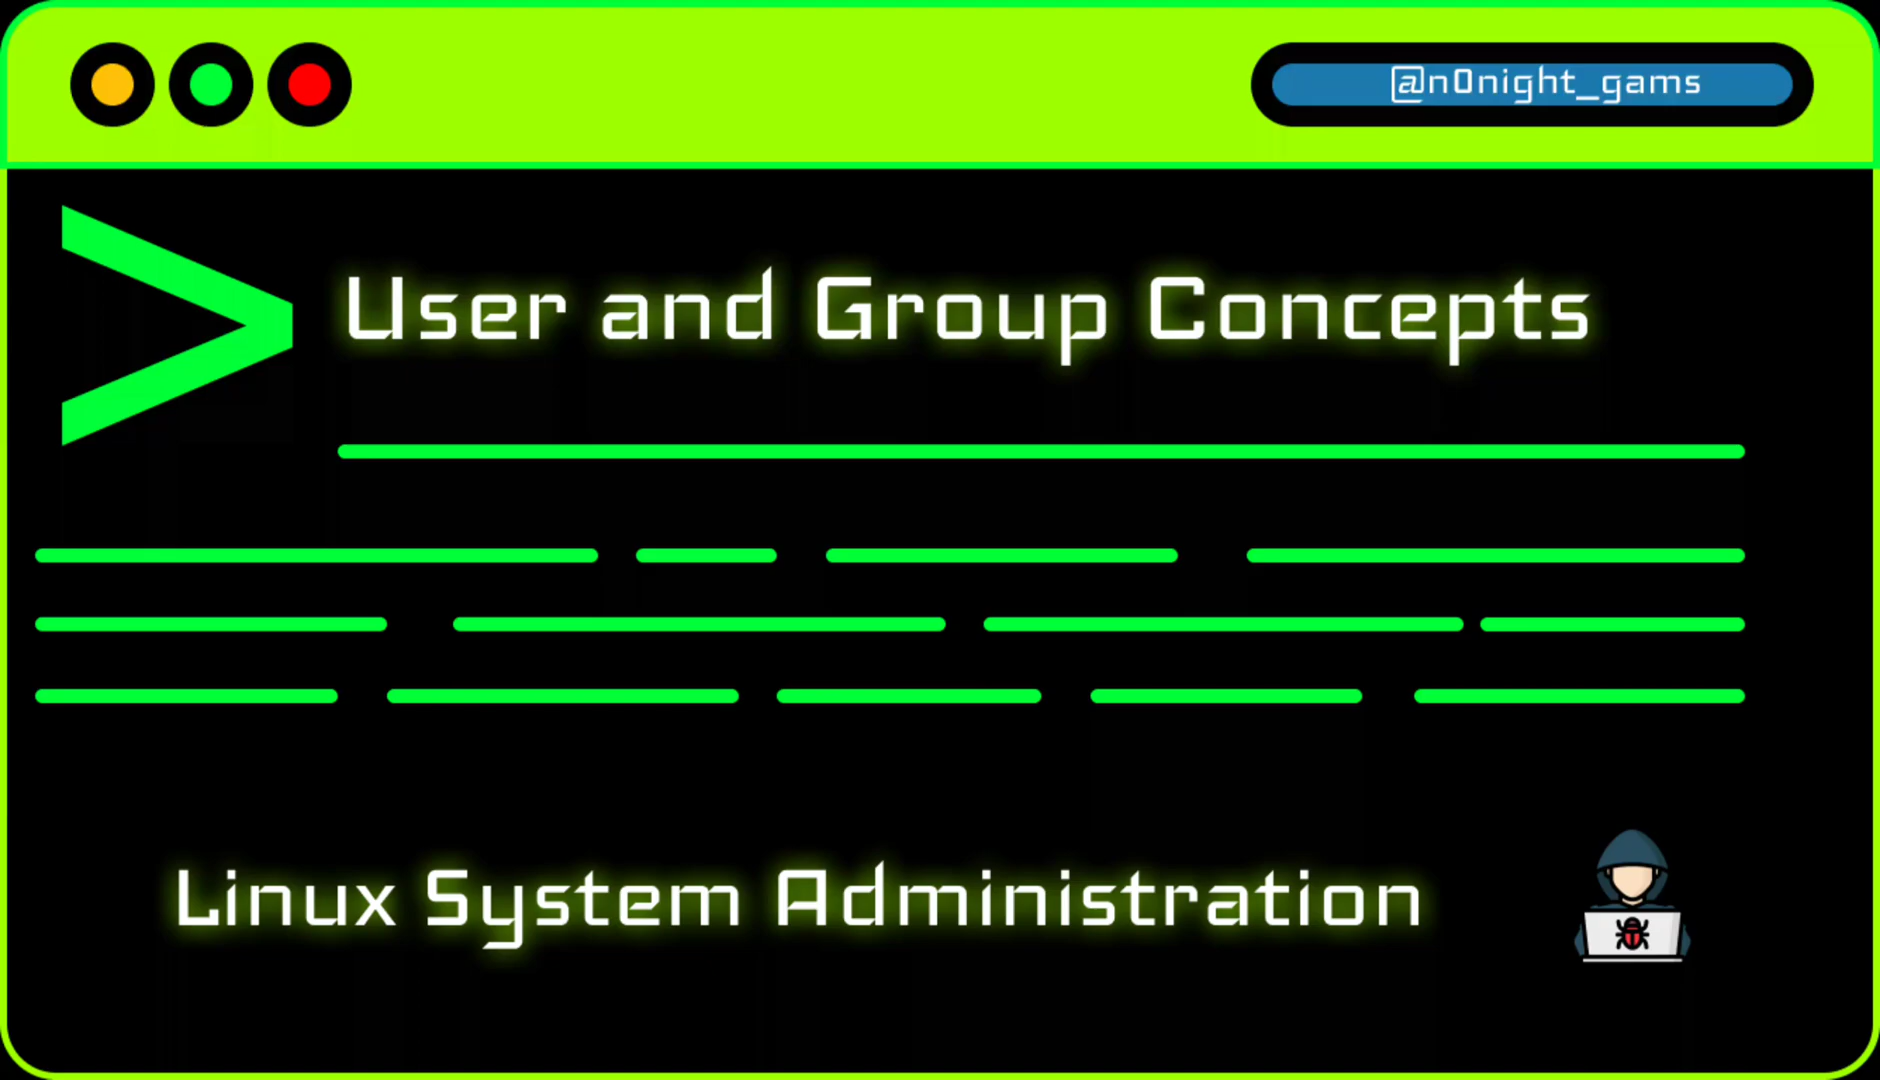 @n0night_gams
User and Group Concepts
Linux System Administration